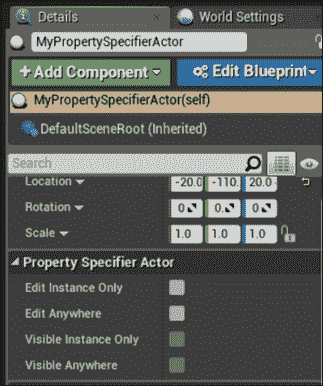 Details World Settings
MyPropertySpecifierActor
+ Add Component Edit Blueprint
MyPropertySpecifierActor(self)
DefaultSceneRoot (Inherited)
Search
Location -20.0 -110. 20.0
Rotation 0. 0. 0
Scale 1.0 1.0 1.0
Property Specifier Actor
Edit Instance Only
Edit Anywhere
Visible Instance Only
Visible Anywhere